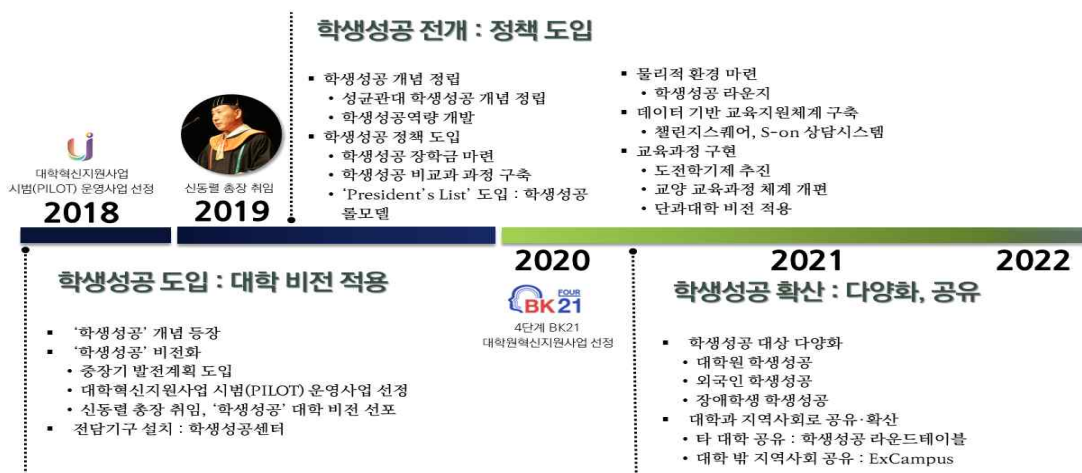 학생성공 전개 : 정책 도입
▪ 학생성공 개념 정립
• 성균관대 학생성공 개념 정립
• 학생성공역량 개발
▪ 학생성공 정책 도입
• 학생성공 장학금 마련
• 학생성공 비교과 과정 구축
• ‘President’s List’ 도입 : 학생성공
롤모델
▪ 물리적 환경 마련
• 학생성공 라운지
▪ 데이터 기반 교육지원체계 구축
• 챌린지스퀘어, S-on 상담시스템
▪ 교육과정 구현
• 도전학기제 추진
• 교양 교육과정 체계 개편
• 단과대학 비전 적용
대학혁신지원사업
시범(PILOT) 운영사업 선정
2018
신동렬 총장 취임
2019
2020
2021
2022
학생성공 도입 : 대학 비전 적용
▪ ‘학생성공’ 개념 등장
▪ ‘학생성공’ 비전화
• 중장기 발전계획 도입
• 대학혁신지원사업 시범(PILOT) 운영사업 선정
• 신동렬 총장 취임, ‘학생성공’ 대학 비전 선포
▪ 전담기구 설치 : 학생성공센터
FOUR
BK21
4단계 BK21
대학원혁신지원사업 선정
학생성공 확산 : 다양화, 공유
▪ 학생성공 대상 다양화
• 대학원 학생성공
• 외국인 학생성공
• 장애학생 학생성공
▪ 대학과 지역사회로 공유·확산
• 타 대학 공유 : 학생성공 라운드테이블
• 대학 밖 지역사회 공유 : ExCampus